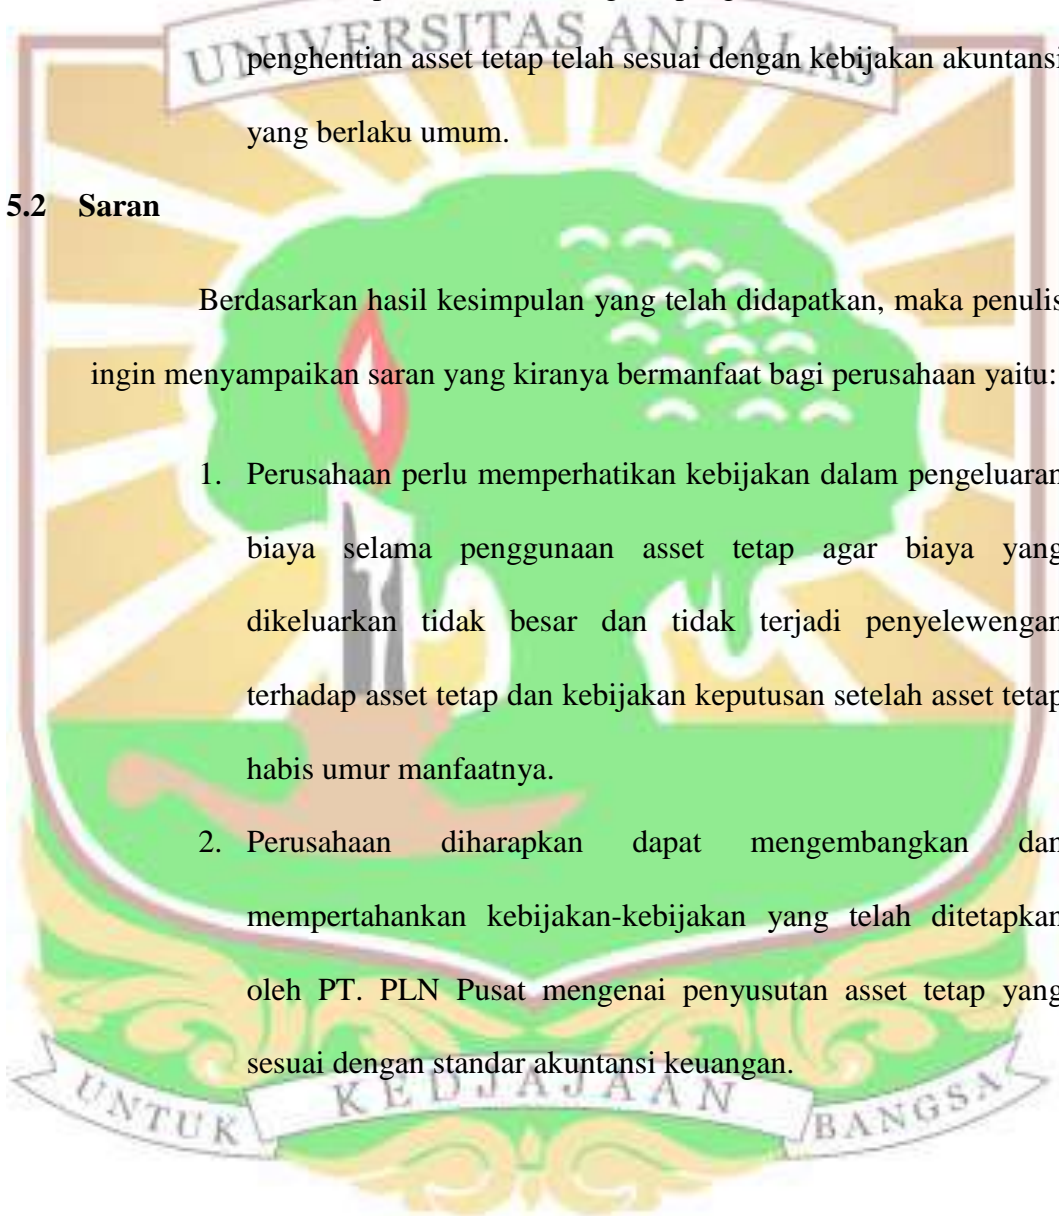 UNIVERSITAS ANDALAS
penghentian asset tetap telah sesuai dengan kebijakan akuntansi
yang berlaku umum.
5.2 Saran
Berdasarkan hasil kesimpulan yang telah didapatkan, maka penulis
ingin menyampaikan saran yang kiranya bermanfaat bagi perusahaan yaitu:
1. Perusahaan perlu memperhatikan kebijakan dalam pengeluaran
biaya selama penggunaan asset tetap agar biaya yang
dikeluarkan tidak besar dan tidak terjadi penyelewengan
terhadap asset tetap dan kebijakan keputusan setelah asset tetap
habis umur manfaatnya.
2. Perusahaan diharapkan dapat mengembangkan dan
mempertahankan kebijakan-kebijakan yang telah ditetapkan
oleh PT. PLN Pusat mengenai penyusutan asset tetap yang
sesuai dengan standar akuntansi keuangan.
UNTUK KEDJAJAAN BANGSA